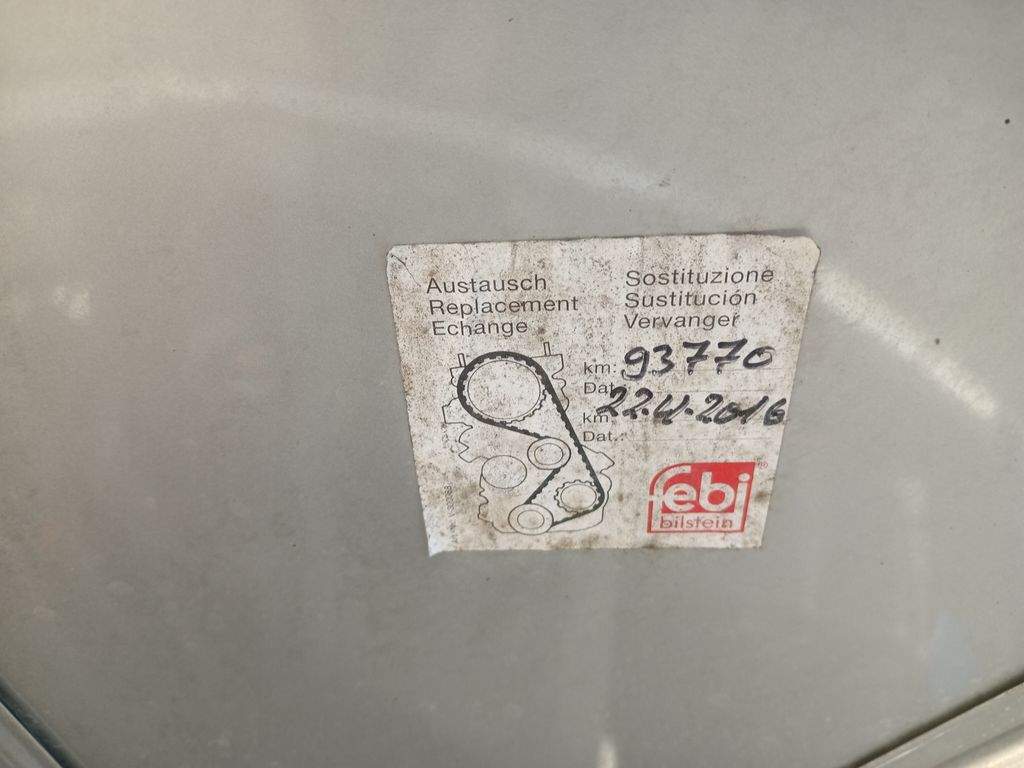 Austausch
Replacement
Echange
Sostituzione
Sustitución
Vervanger
km: 93770
Dat.
22.4.2016
km
Dat.:
febi®
bilstein